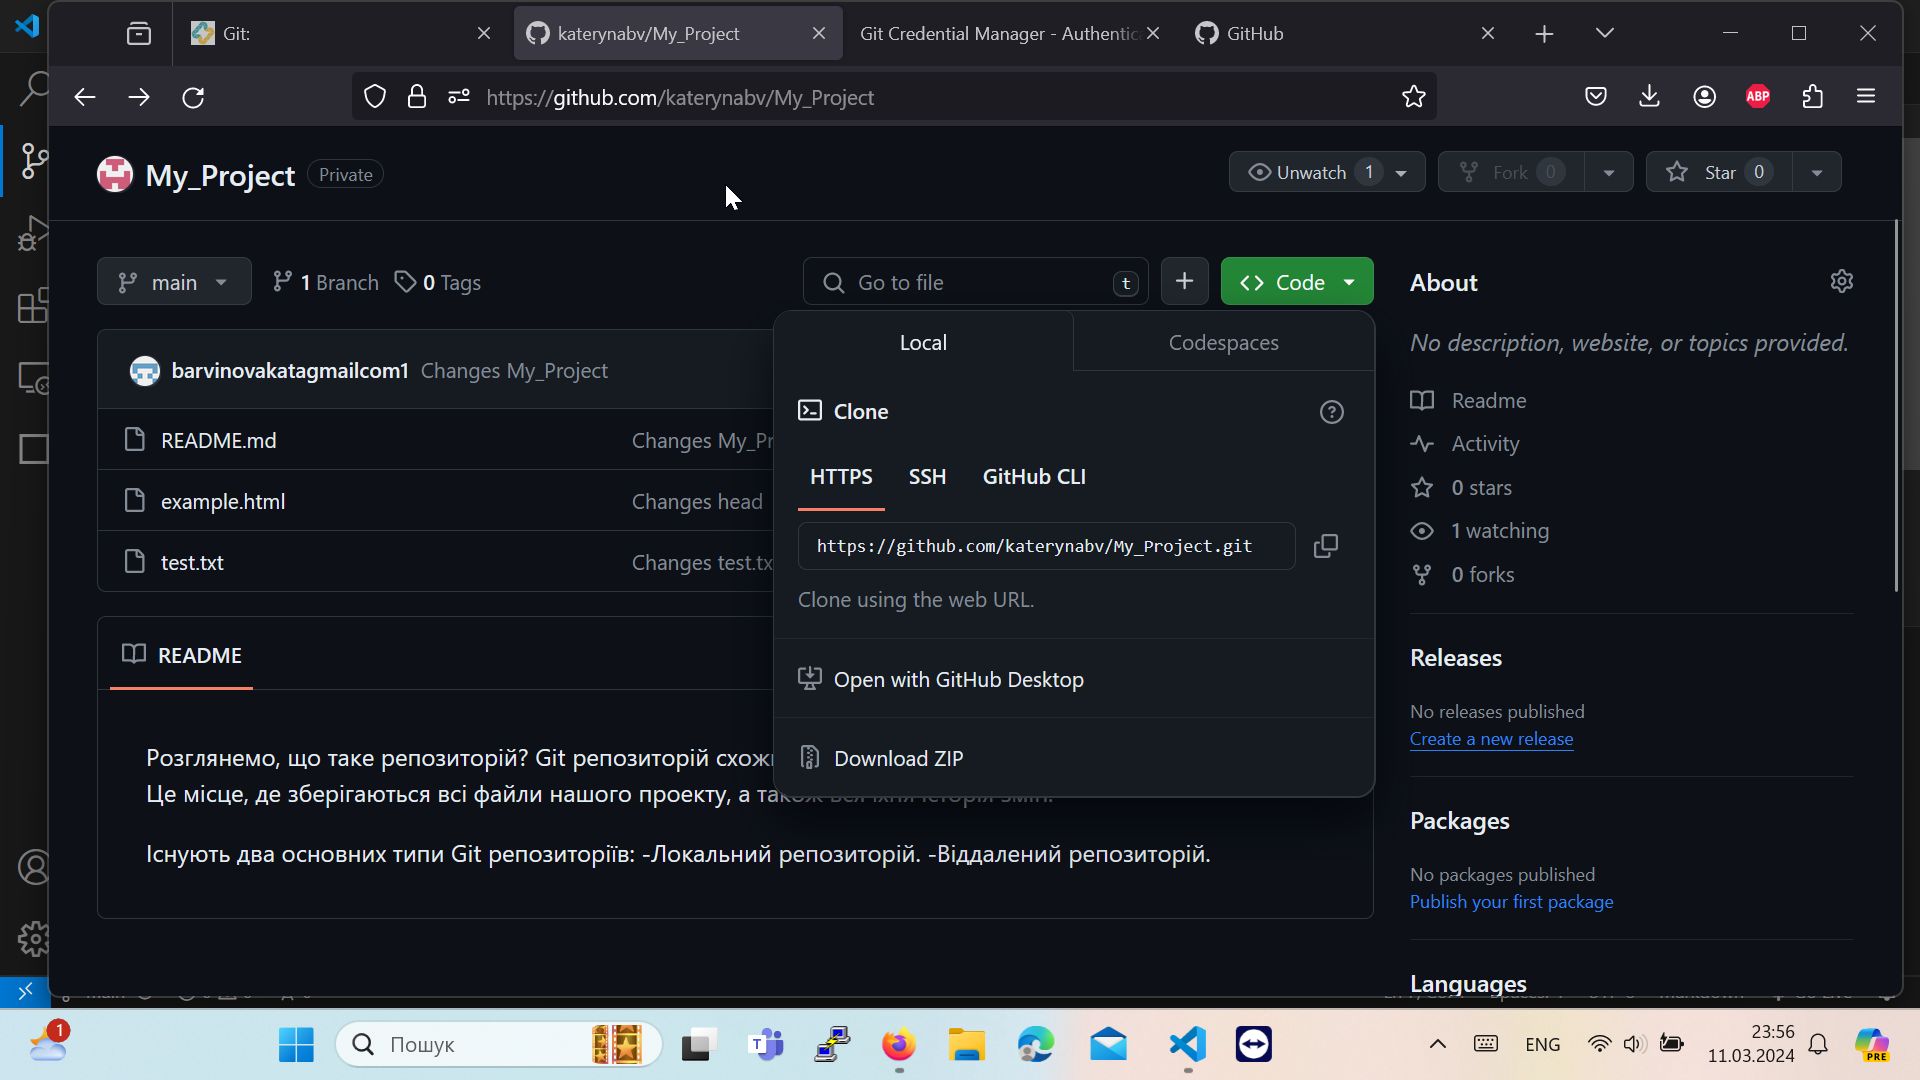 Git:
katerynabv/My_Project
Git Credential Manager - Authentic
GitHub
https://github.com/katerynabv/My_Project
ABP
My_Project Private
Unwatch 1
Fork 0
Star 0
main
1 Branch
0 Tags
Go to file t
Code
About
Local
Codespaces
No description, website, or topics provided.
barvinovakatagmailcom1 Changes My_Project
Readme
Clone
README.md Changes My_Pr
Activity
HTTPS SSH GitHub CLI
0 stars
example.html Changes head
1 watching
https://github.com/katerynabv/My_Project.git
test.txt Changes test.tx
0 forks
Clone using the web URL.
README
Releases
Open with GitHub Desktop
No releases published
Create a new release
Розглянемо, що таке репозиторій? Git репозиторій
Download ZIP
Це місце, де зберігаються всі файли нашого проекту, а також вся їхня історія змін.
Packages
Існують два основних типи Git репозиторіїв: -Локальний репозиторій. -Віддалений репозиторій.
No packages published
Publish your first package
Languages
1
Пошук
ENG
23:56
11.03.2024
PRE